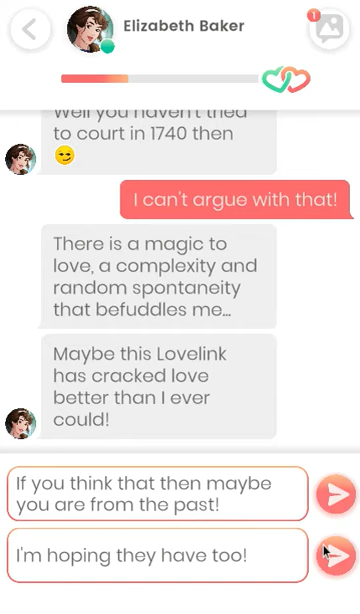 Elizabeth Baker
1
Well you haven't tried
to court in 1740 then
😏
I can't argue with that!
There is a magic to
love, a complexity and
random spontaneity
that befuddles me...
Maybe this Lovelink
has cracked love
better than I ever
could!
If you think that then maybe
you are from the past!
I'm hoping they have too!